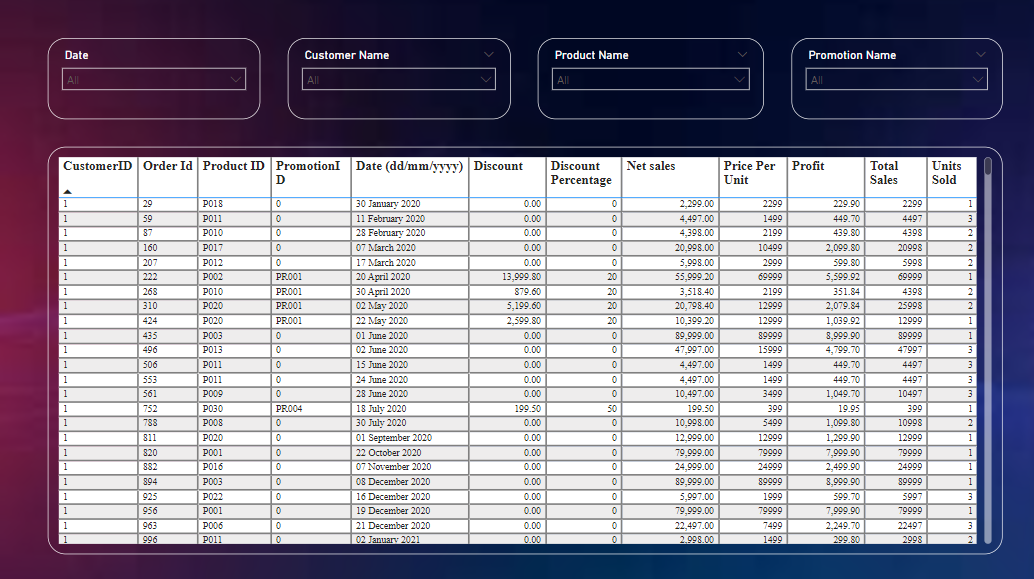 Date Customer Name Product Name Promotion Name
All All All All
CustomerID Order Id Product ID PromotionI Date (dd/mm/yyyy) Discount Discount Net sales Price Per Profit Total Units
D Percentage Unit Sales Sold
1 29 P018 0 30 January 2020 0.00 0 2,299.00 2299 229.90 2299 1
1 59 P011 0 11 February 2020 0.00 0 4,497.00 1499 449.70 4497 3
1 87 P010 0 28 February 2020 0.00 0 4,398.00 2199 439.80 4398 2
1 160 P017 0 07 March 2020 0.00 0 20,998.00 10499 2,099.80 20998 2
1 207 P012 0 17 March 2020 0.00 0 5,998.00 2999 599.80 5998 2
1 222 P002 PR001 20 April 2020 13,999.80 20 55,999.20 69999 5,599.92 69999 1
1 268 P010 PR001 30 April 2020 879.60 20 3,518.40 2199 351.84 4398 2
1 310 P020 PR001 02 May 2020 5,199.60 20 20,798.40 12999 2,079.84 25998 2
1 424 P020 PR001 22 May 2020 2,599.80 20 10,399.20 12999 1,039.92 12999 1
1 435 P003 0 01 June 2020 0.00 0 89,999.00 89999 8,999.90 89999 1
1 496 P013 0 02 June 2020 0.00 0 47,997.00 15999 4,799.70 47997 3
1 506 P011 0 15 June 2020 0.00 0 4,497.00 1499 449.70 4497 3
1 553 P011 0 24 June 2020 0.00 0 4,497.00 1499 449.70 4497 3
1 561 P009 0 28 June 2020 0.00 0 10,497.00 3499 1,049.70 10497 3
1 752 P030 PR004 18 July 2020 199.50 50 199.50 399 19.95 399 1
1 788 P008 0 30 July 2020 0.00 0 10,998.00 5499 1,099.80 10998 2
1 811 P020 0 01 September 2020 0.00 0 12,999.00 12999 1,299.90 12999 1
1 820 P001 0 22 October 2020 0.00 0 79,999.00 79999 7,999.90 79999 1
1 882 P016 0 07 November 2020 0.00 0 24,999.00 24999 2,499.90 24999 1
1 894 P003 0 08 December 2020 0.00 0 89,999.00 89999 8,999.90 89999 1
1 925 P022 0 16 December 2020 0.00 0 5,997.00 1999 599.70 5997 3
1 956 P001 0 19 December 2020 0.00 0 79,999.00 79999 7,999.90 79999 1
1 963 P006 0 21 December 2020 0.00 0 22,497.00 7499 2,249.70 22497 3
1 996 P011 0 02 January 2021 0.00 0 2,998.00 1499 299.80 2998 2